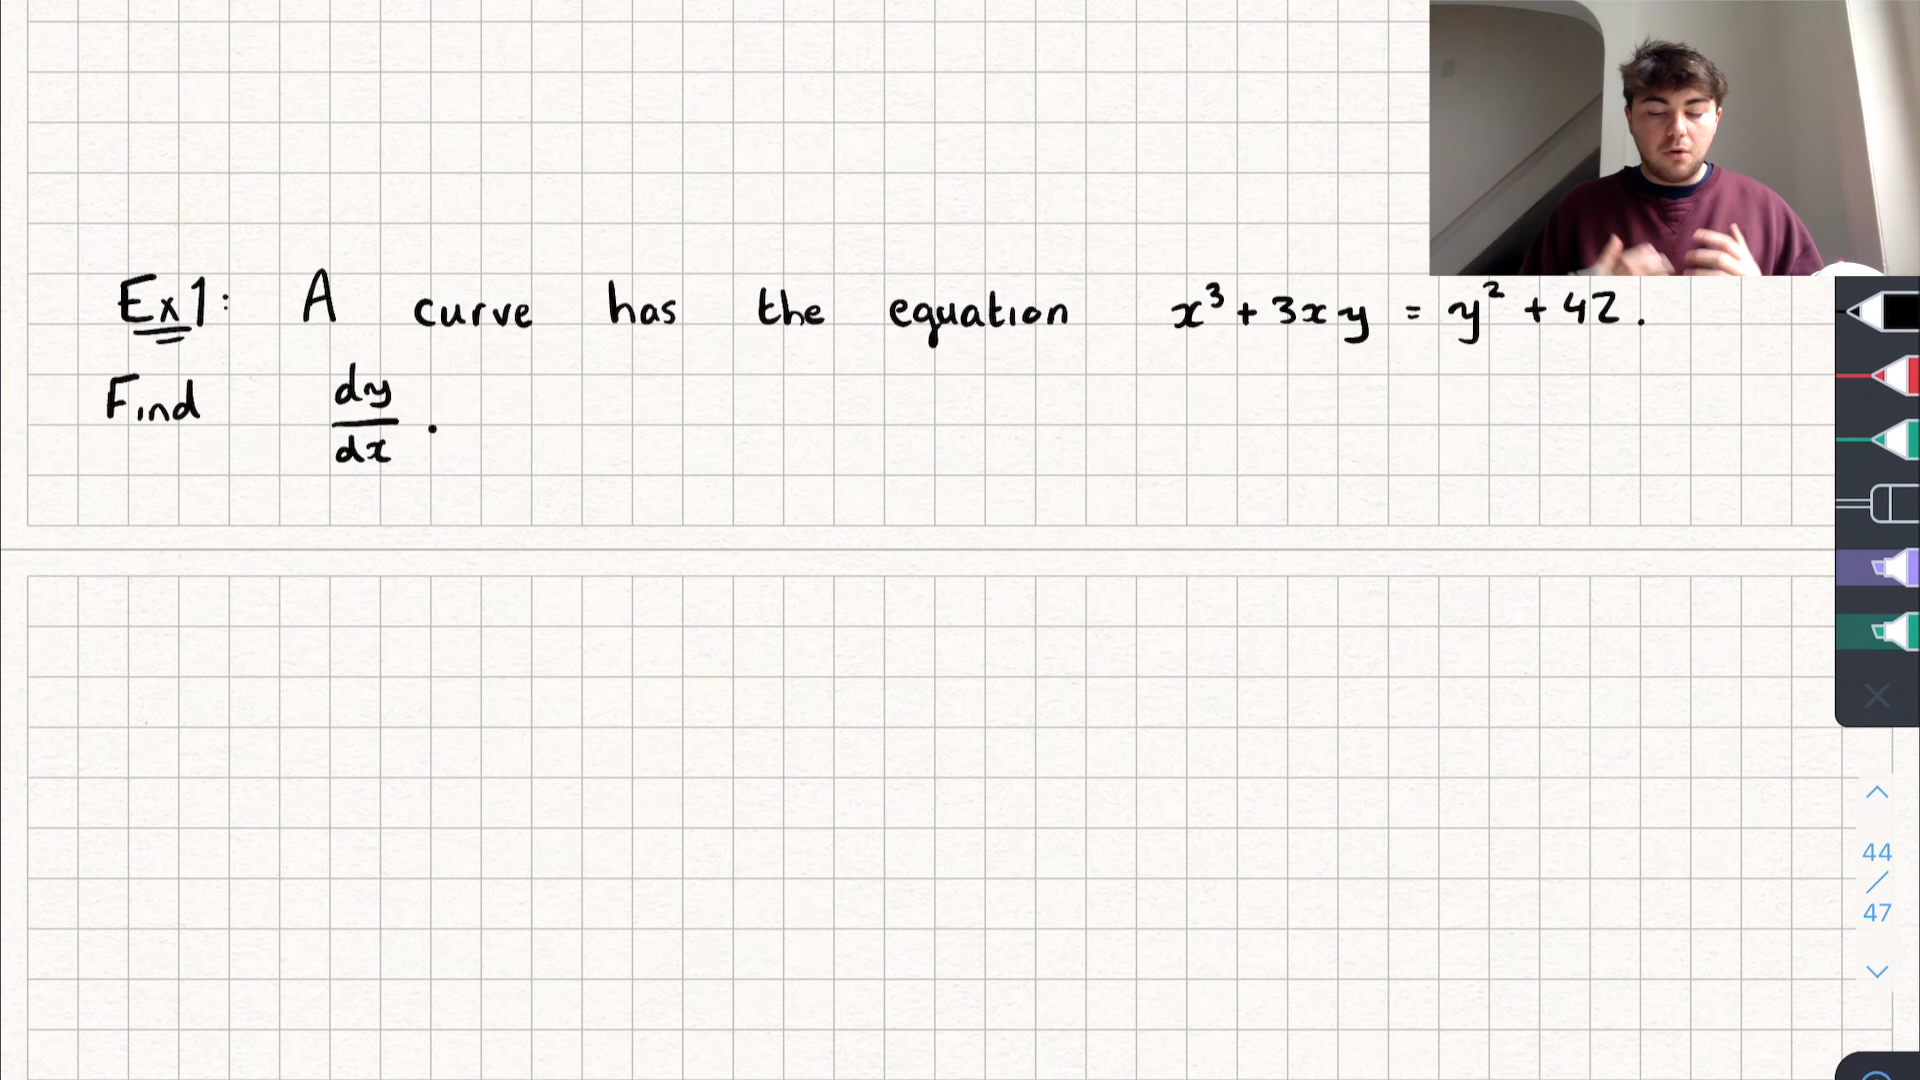 Ex1: A curve has the equation x³ + 3xy = y² + 42.
Find dy/dx.
44
/
47